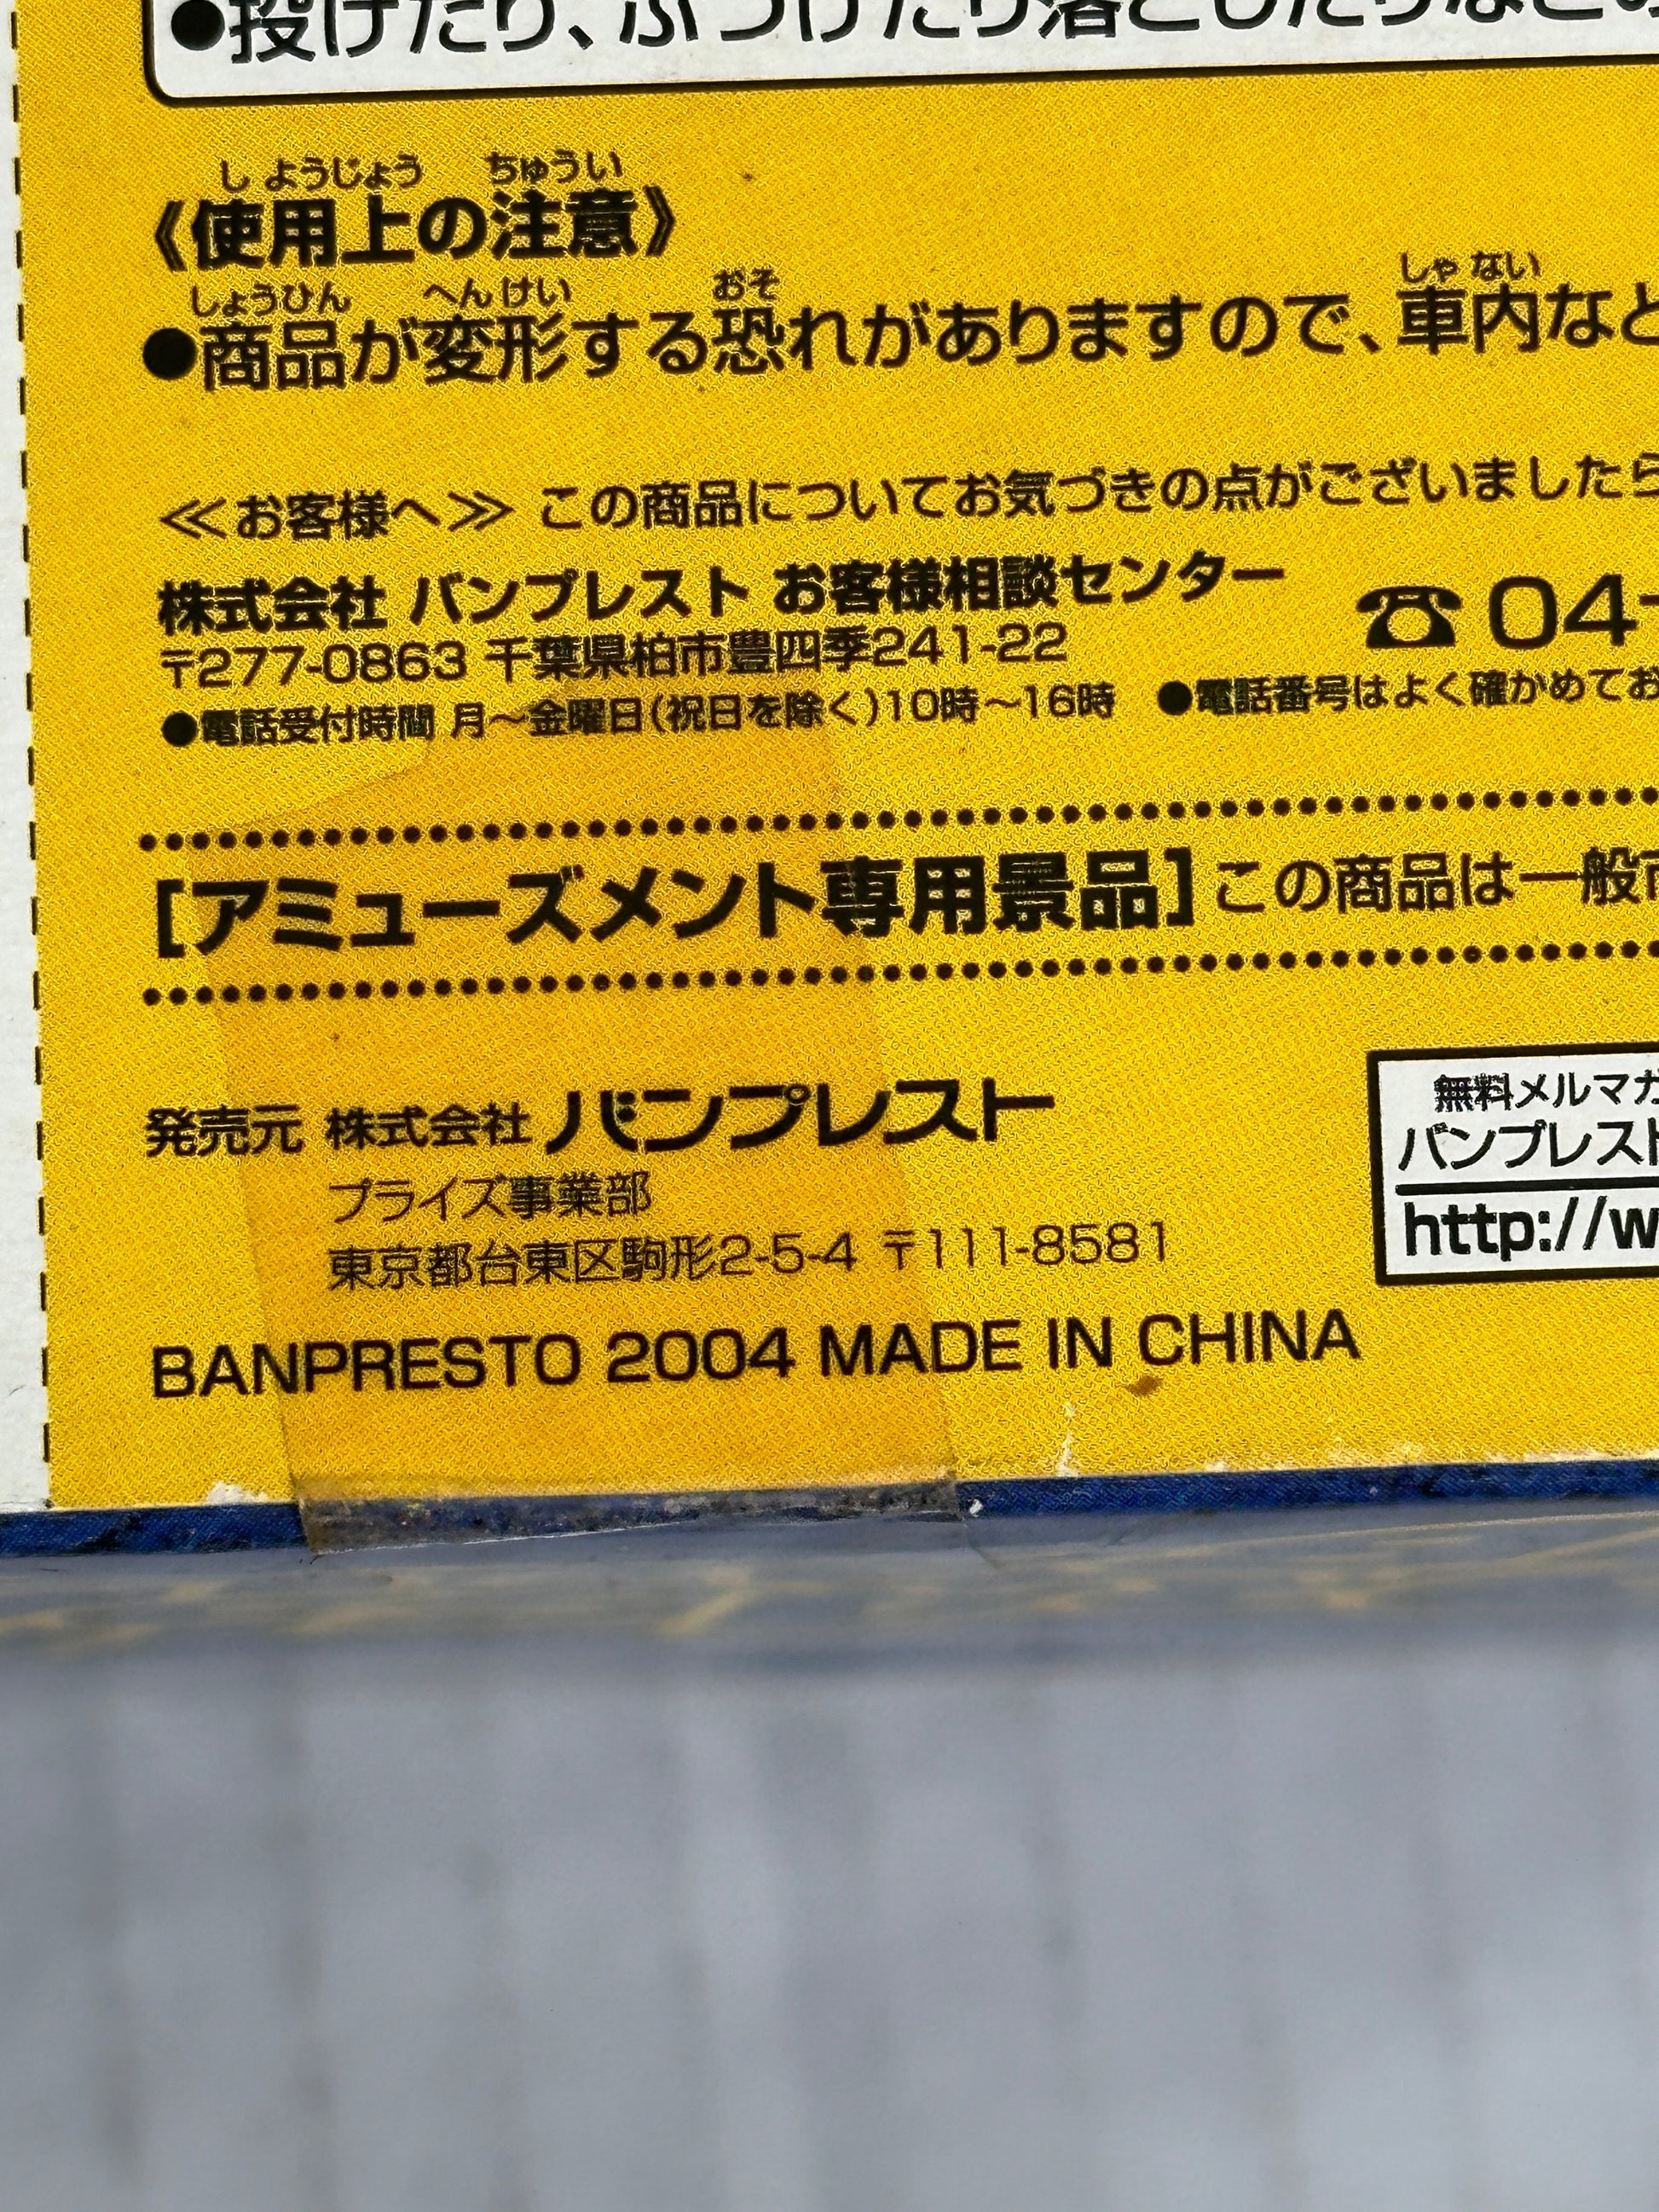 ●投げたり、ぶつけたり落としたりなどの
しようじょう ちゅうい
《使用上の注意》
しょうひん へんけい おそ しゃない
●商品が変形する恐れがありますので、車内など
≪お客様へ≫ この商品についてお気づきの点がございましたら
株式会社 バンプレスト お客様相談センター ☎04-
〒277-0863 千葉県柏市豊四季241-22
●電話受付時間 月〜金曜日(祝日を除く)10時〜16時 ●電話番号はよく確かめてお
[アミューズメント専用景品]この商品は一般市
発売元 株式会社 バンプレスト
プライズ事業部
東京都台東区駒形2-5-4 〒111-8581
BANPRESTO 2004 MADE IN CHINA
無料メルマガ
バンプレスト
http://w